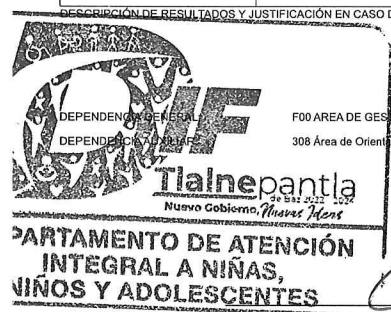 DESCRIPCIÓN DE RESULTADOS Y JUSTIFICACIÓN EN CASO
DIF
DEPENDENCIA GENERAL: F00 AREA DE GES
DEPENDENCIA AUXILIAR: 308 Área de Orient
Tlalnepantla
de Baz 2022 2024
Nuevo Gobierno, Nuevas Ideas
PARTAMENTO DE ATENCIÓN
INTEGRAL A NIÑAS,
NIÑOS Y ADOLESCENTES